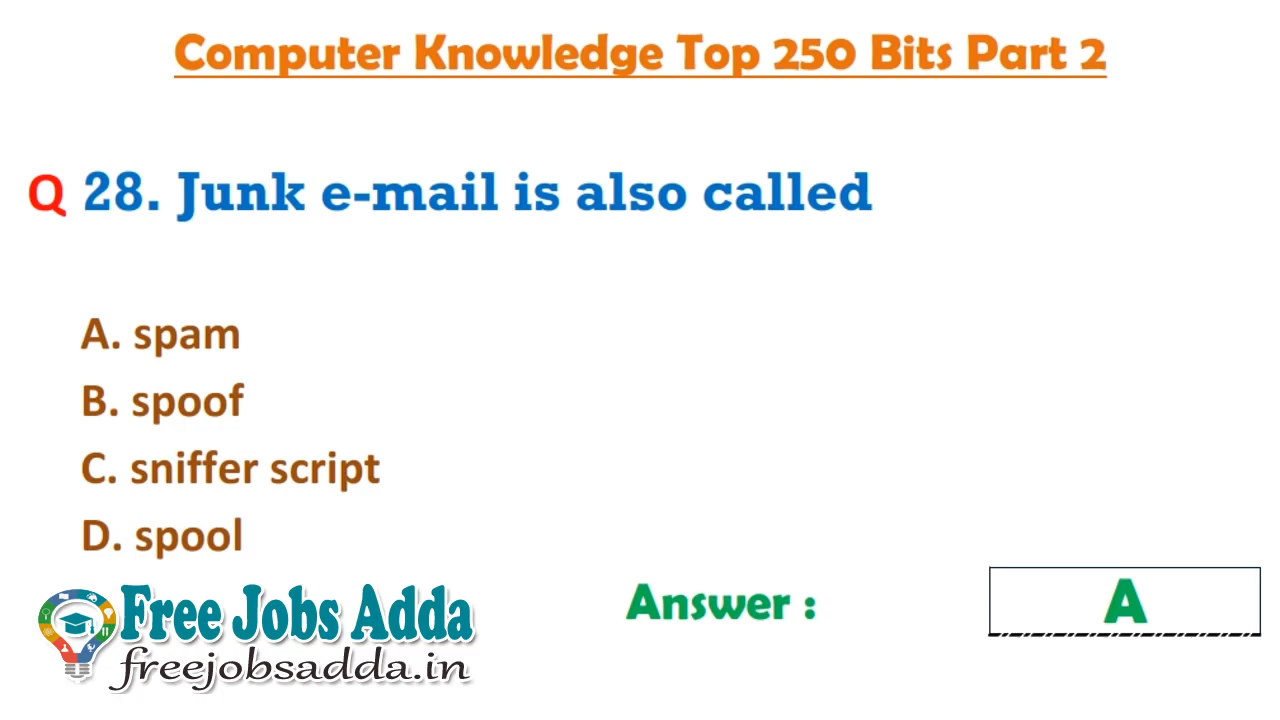 Computer Knowledge Top 250 Bits Part 2
Q 28. Junk e-mail is also called
A. spam
B. spoof
C. sniffer script
D. spool
Free Jobs Adda
freejobsadda.in
Answer :
A